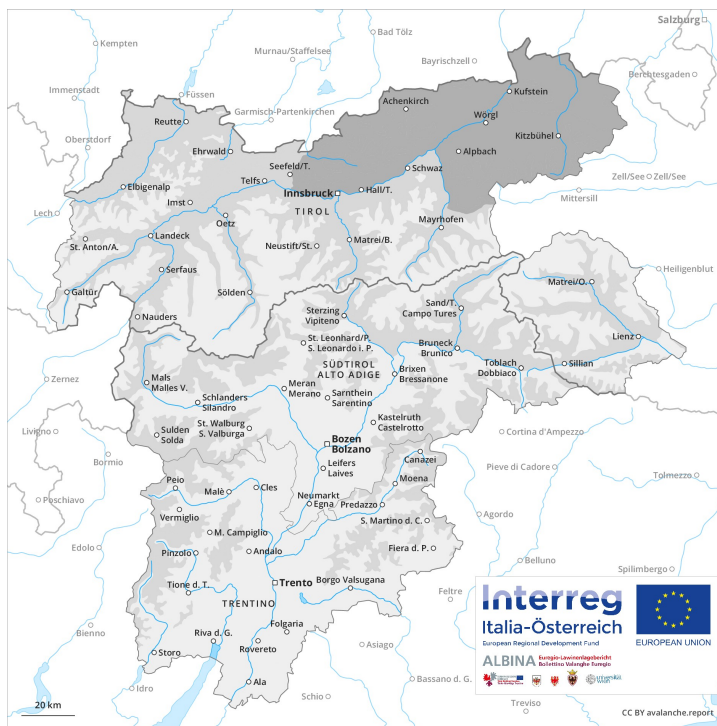 Salzburg
Kempten
Bad Tölz
Murnau/Staffelsee
Bayrischzell
Berchtesgaden
Immenstadt
Füssen
Achenkirch
Kufstein
Garmisch-Partenkirchen
Reutte
Wörgl
Oberstdorf
Kitzbühel
Ehrwald
Alpbach
Seefeld/T.
Schwaz
Zell/See
Zell/See
Telfs
Elbigenalp
Innsbruck
Hall/T.
Mittersill
Imst
TIROL
Lech
Oetz
Mayrhofen
Landeck
St. Anton/A.
Neustift/St.
Matrei/B.
Serfaus
Heiligenblut
Galtür
Sölden
Matrei/O.
Nauders
Sterzing
Vipiteno
Sand/T.
Campo Tures
Lienz
St. Leonhard/P.
S. Leonardo i. P.
Bruneck
Brunico
Toblach
Dobbiaco
Sillian
SÜDTIROL
ALTO ADIGE
Brixen
Bressanone
Mals
Malles V.
Meran
Merano
Zernez
Schlanders
Silandro
Sarnthein
Sarentino
St. Walburg
S. Valburga
Kastelruth
Castelrotto
Livigno
Sulden
Solda
Bozen
Bolzano
Cortina d'Ampezzo
Bormio
Canazei
Leifers
Laives
Pieve di Cadore
Tolmezzo
Peio
Moena
Malè
Cles
Neumarkt
Egna
Predazzo
Poschiavo
Vermiglio
Agordo
S. Martino d. C.
M. Campiglio
Edolo
Pinzolo
Andalo
Fiera d. P.
Belluno
Spilimbergo
Trento
Borgo Valsugana
Tione d. T.
Feltre
TRENTINO
Bienno
Folgaria
Riva d. G.
Rovereto
Asiago
Storo
Bassano d. G.
Idro
Ala
Schio
Treviso
Interreg
Italia-Österreich
European Regional Development Fund
EUROPEAN UNION
ALBINA
Euregio-Lawinenlagebericht
Bollettino Valanghe Euregio
universität
wien
20 km
CC BY avalanche.report